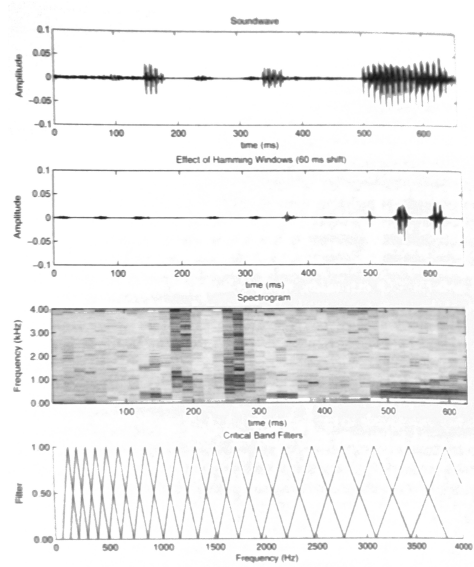 Soundwave
0.1
0.05
0
−0.05
−0.1
Amplitude
0 100 200 300 400 500 600
time (ms)
Effect of Hamming Windows (60 ms shift)
0.1
0.05
0
−0.05
−0.1
Amplitude
0 100 200 300 400 500 600
time (ms)
Spectrogram
4.00
3.00
2.00
1.00
0.00
Frequency (kHz)
100 200 300 400 500 600
time (ms)
Critical Band Filters
1.00
0.50
0
Filter
0 500 1000 1500 2000 2500 3000 3500 4000
Frequency (Hz)